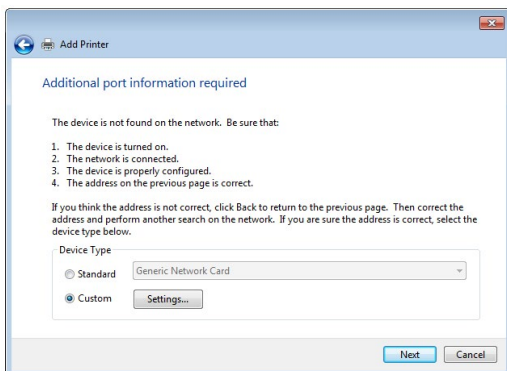 Add Printer
Additional port information required
The device is not found on the network. Be sure that:
1. The device is turned on.
2. The network is connected.
3. The device is properly configured.
4. The address on the previous page is correct.
If you think the address is not correct, click Back to return to the previous page. Then correct the
address and perform another search on the network. If you are sure the address is correct, select the
device type below.
Device Type
Standard Generic Network Card
Custom Settings...
Next Cancel